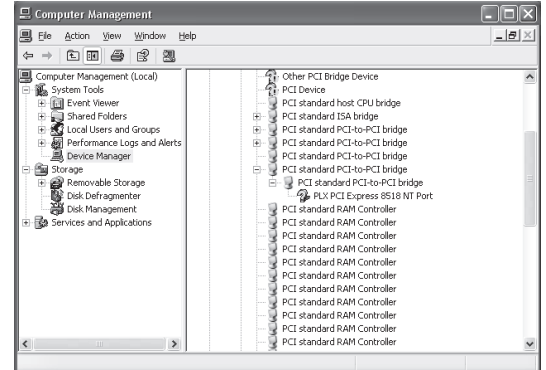 Computer Management
File Action View Window Help
Computer Management (Local)
System Tools
Event Viewer
Shared Folders
Local Users and Groups
Performance Logs and Alerts
Device Manager
Storage
Removable Storage
Disk Defragmenter
Disk Management
Services and Applications
Other PCI Bridge Device
PCI Device
PCI standard host CPU bridge
PCI standard ISA bridge
PCI standard PCI-to-PCI bridge
PCI standard PCI-to-PCI bridge
PCI standard PCI-to-PCI bridge
PCI standard PCI-to-PCI bridge
PCI standard PCI-to-PCI bridge
PLX PCI Express 8518 NT Port
PCI standard RAM Controller
PCI standard RAM Controller
PCI standard RAM Controller
PCI standard RAM Controller
PCI standard RAM Controller
PCI standard RAM Controller
PCI standard RAM Controller
PCI standard RAM Controller
PCI standard RAM Controller
PCI standard RAM Controller
PCI standard RAM Controller